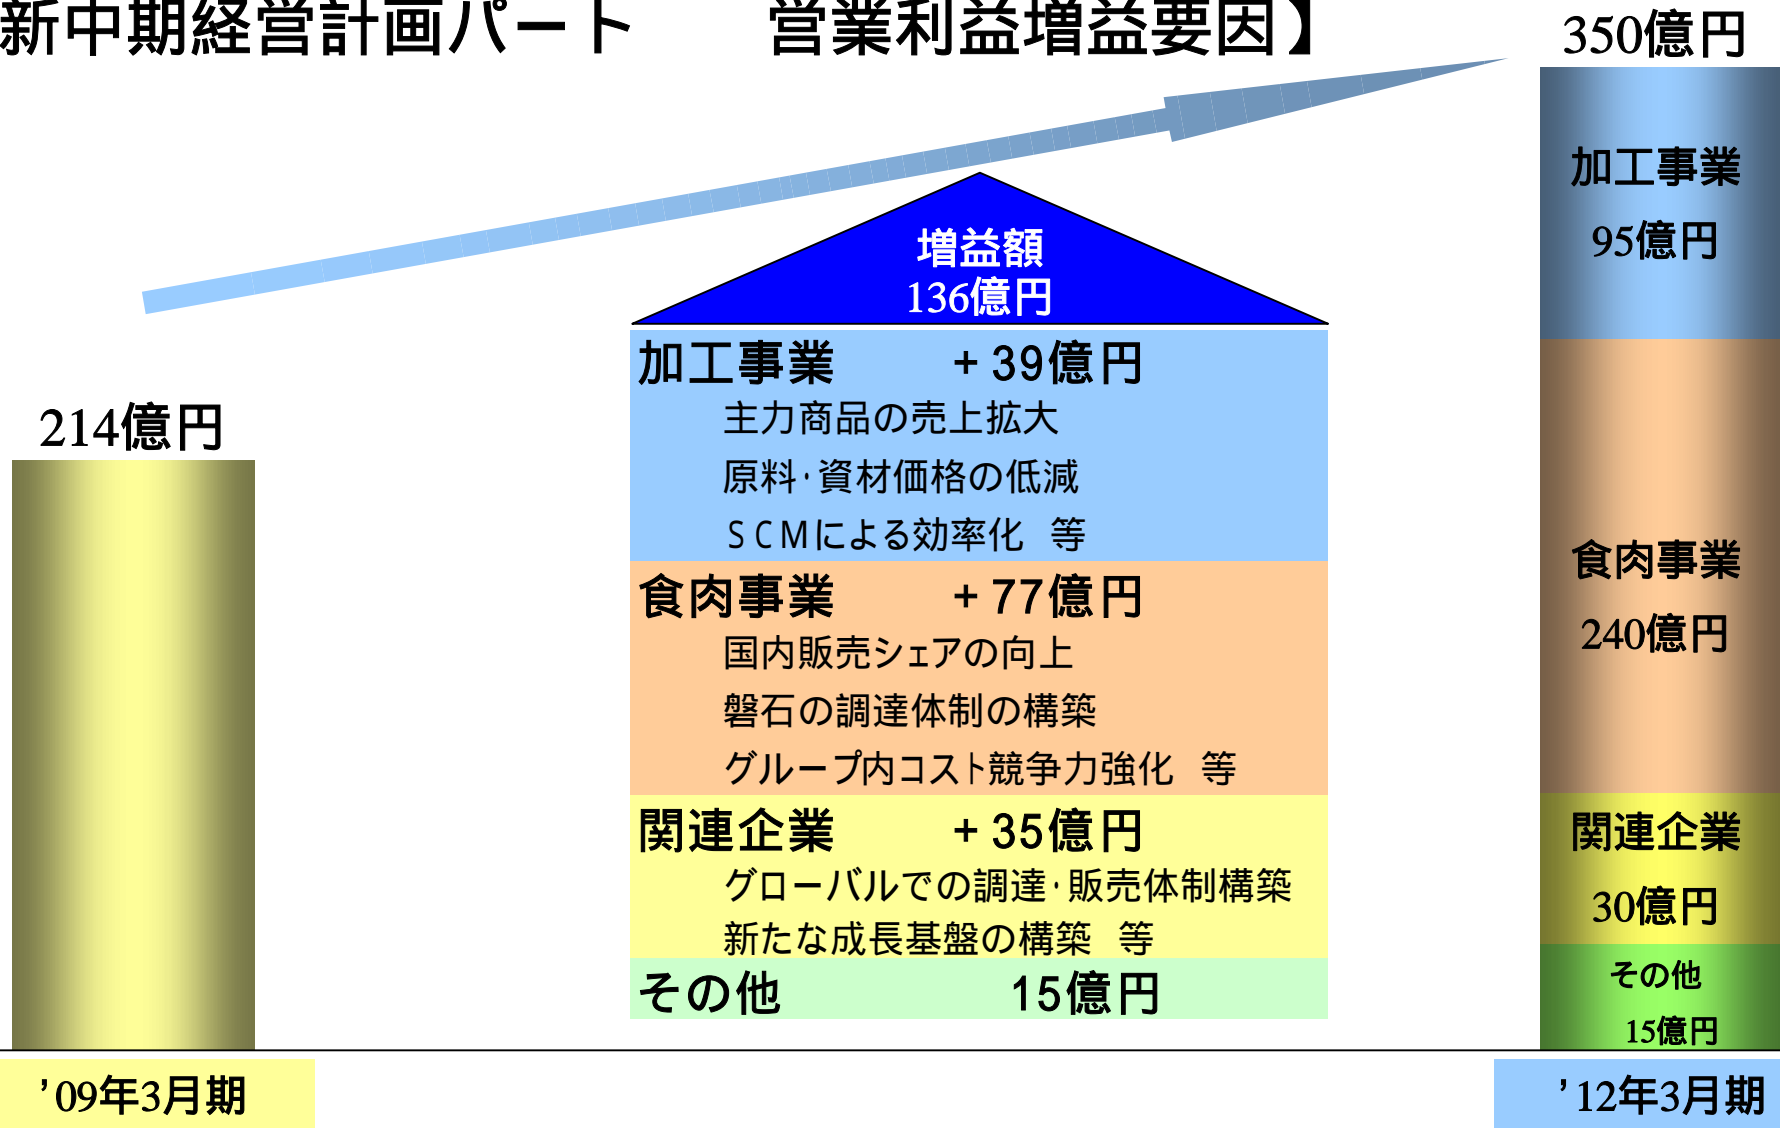 新中期経営計画パート　　営業利益増益要因】
350億円
加工事業
95億円
増益額
136億円
加工事業　＋39億円
主力商品の売上拡大
原料・資材価格の低減
ＳＣＭによる効率化　等
214億円
食肉事業　＋77億円
国内販売シェアの向上
磐石の調達体制の構築
グループ内コスト競争力強化　等
食肉事業
240億円
関連企業　＋35億円
グローバルでの調達・販売体制構築
新たな成長基盤の構築　等
関連企業
30億円
その他　15億円
その他
15億円
’09年3月期
’12年3月期